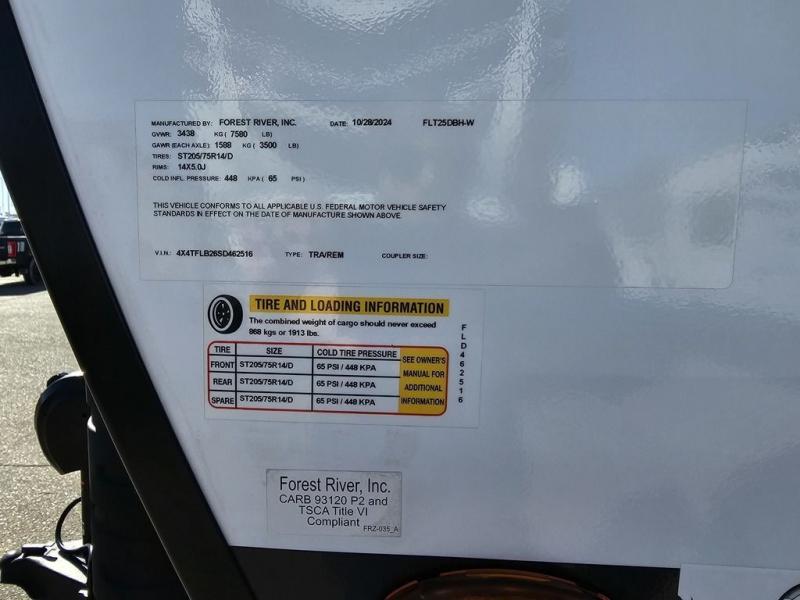 MANUFACTURED BY: FOREST RIVER, INC. DATE: 10/28/2024 FLT25DBH-W
GVWR: 3438 KG ( 7580 LB)
GAWR (EACH AXLE): 1588 KG ( 3500 LB)
TIRES: ST205/75R14/D
RIMS: 14X5.0J
COLD INFL. PRESSURE: 448 KPA ( 65 PSI )
THIS VEHICLE CONFORMS TO ALL APPLICABLE U.S. FEDERAL MOTOR VEHICLE SAFETY
STANDARDS IN EFFECT ON THE DATE OF MANUFACTURE SHOWN ABOVE.
V.I.N.: 4X4TFLB26SD462516 TYPE: TRA/REM COUPLER SIZE:
TIRE AND LOADING INFORMATION
The combined weight of cargo should never exceed
868 kgs or 1913 lbs.
TIRE SIZE COLD TIRE PRESSURE
FRONT ST205/75R14/D 65 PSI / 448 KPA
REAR ST205/75R14/D 65 PSI / 448 KPA
SPARE ST205/75R14/D 65 PSI / 448 KPA
SEE OWNER'S
MANUAL FOR
ADDITIONAL
INFORMATION
FLD462516
Forest River, Inc.
CARB 93120 P2 and
TSCA Title VI
Compliant
FRZ-035_A